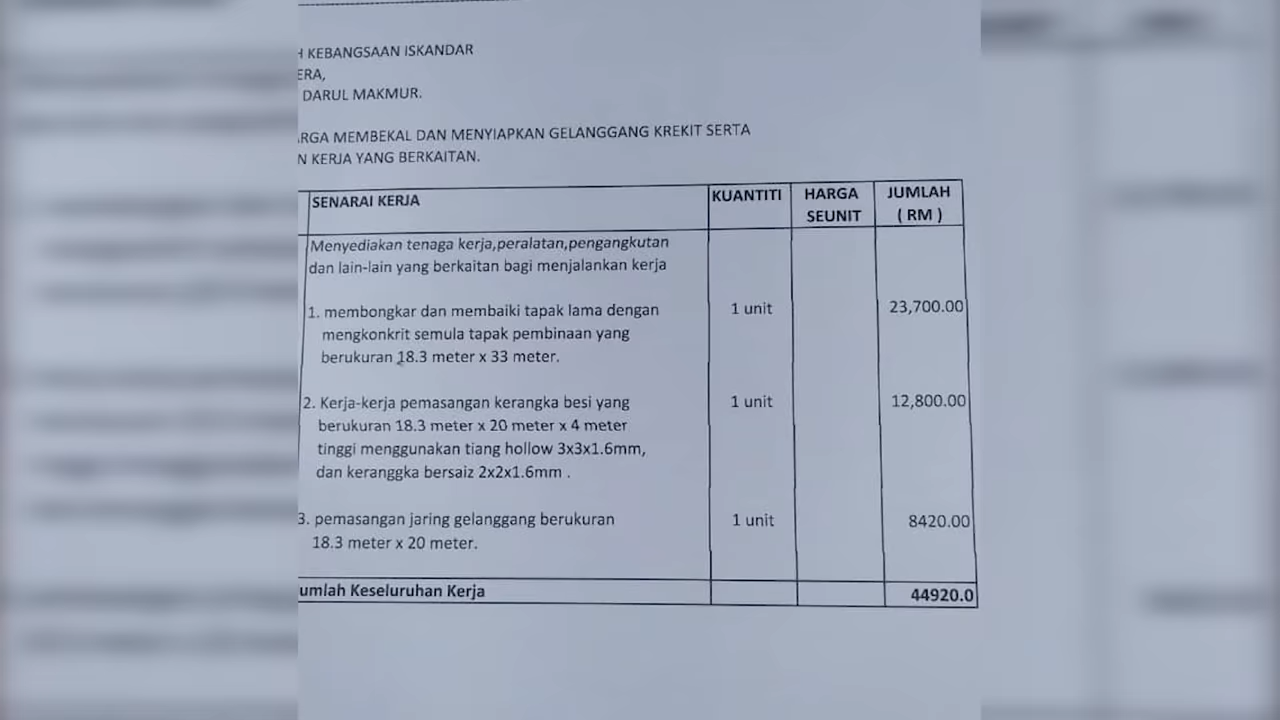 KEBANGSAAN ISKANDAR
ERA,
DARUL MAKMUR.
RGA MEMBEKAL DAN MENYIAPKAN GELANGGANG KREKIT SERTA
N KERJA YANG BERKAITAN.
SENARAI KERJA KUANTITI HARGA SEUNIT JUMLAH ( RM )
Menyediakan tenaga kerja,peralatan,pengangkutan
dan lain-lain yang berkaitan bagi menjalankan kerja
1. membongkar dan membaiki tapak lama dengan 1 unit 23,700.00
mengkonkrit semula tapak pembinaan yang
berukuran 18.3 meter x 33 meter.
2. Kerja-kerja pemasangan kerangka besi yang 1 unit 12,800.00
berukuran 18.3 meter x 20 meter x 4 meter
tinggi menggunakan tiang hollow 3x3x1.6mm,
dan keranggka bersaiz 2x2x1.6mm .
3. pemasangan jaring gelanggang berukuran 1 unit 8420.00
18.3 meter x 20 meter.
umlah Keseluruhan Kerja 44920.0